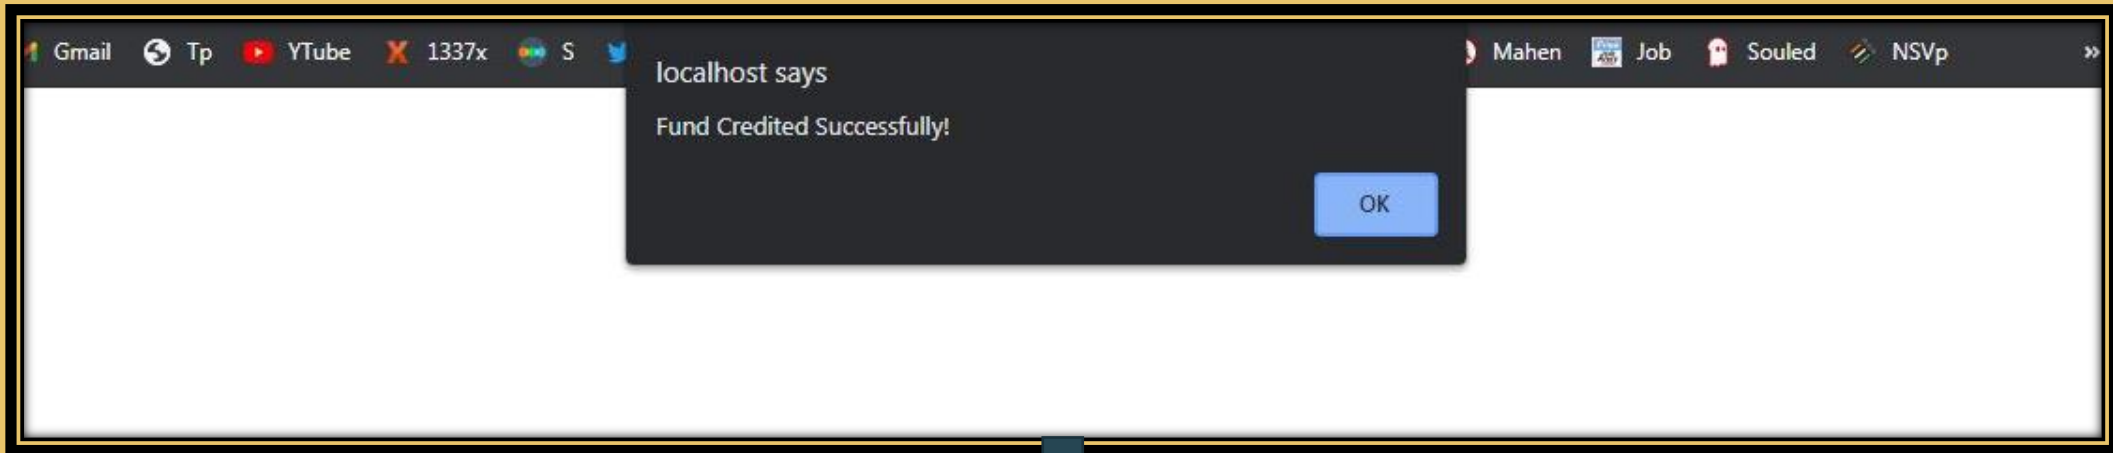 Gmail Tp YTube 1337x S Mahen Job Souled NSVp »
localhost says
Fund Credited Successfully!
OK